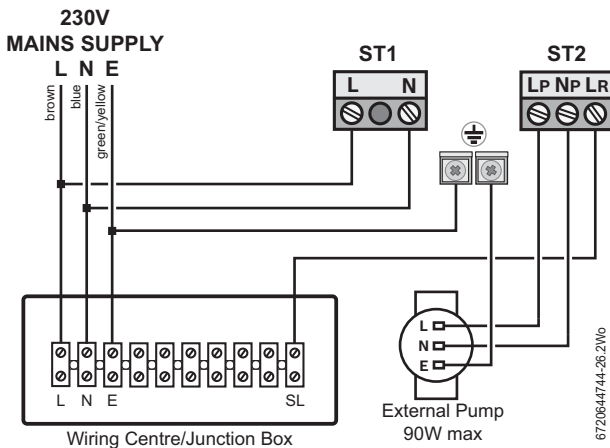 230V
MAINS SUPPLY
L N E
brown
blue
green/yellow
ST1
L N
ST2
LP NP LR
L
N
E
External Pump
90W max
L N E SL
Wiring Centre/Junction Box
6720644744-26.2Wo